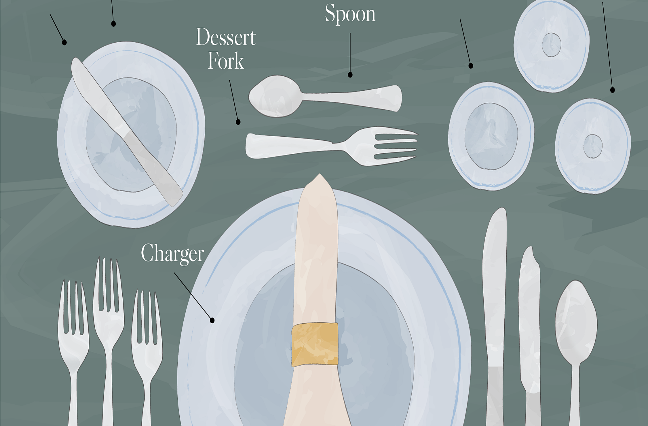 Spoon
Dessert
Fork
Charger